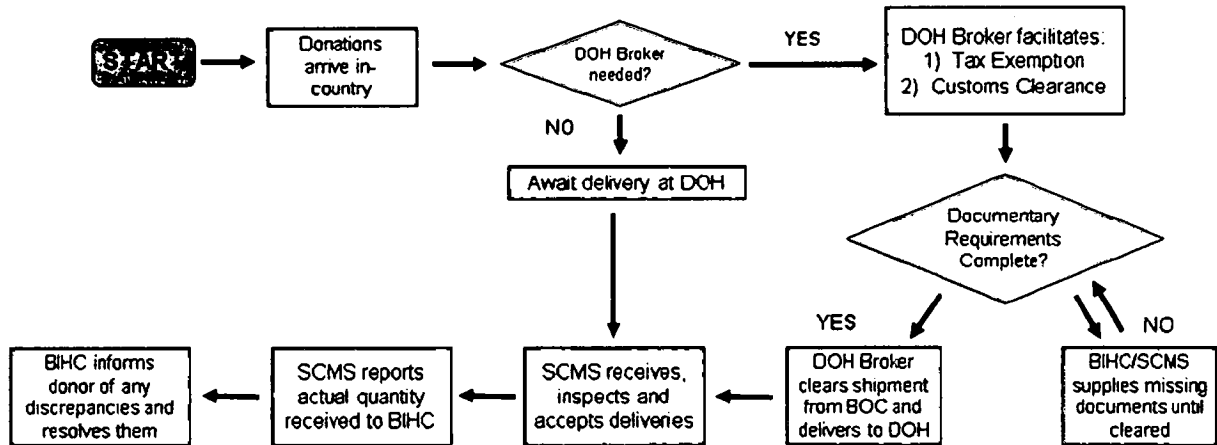 START
Donations
arrive in-
country
DOH Broker
needed?
YES
DOH Broker facilitates:
1) Tax Exemption
2) Customs Clearance
NO
Await delivery at DOH
Documentary
Requirements
Complete?
YES
NO
BIHC informs
donor of any
discrepancies and
resolves them
SCMS reports
actual quantity
received to BIHC
SCMS receives,
inspects and
accepts deliveries
DOH Broker
clears shipment
from BOC and
delivers to DOH
BIHC/SCMS
supplies missing
documents until
cleared